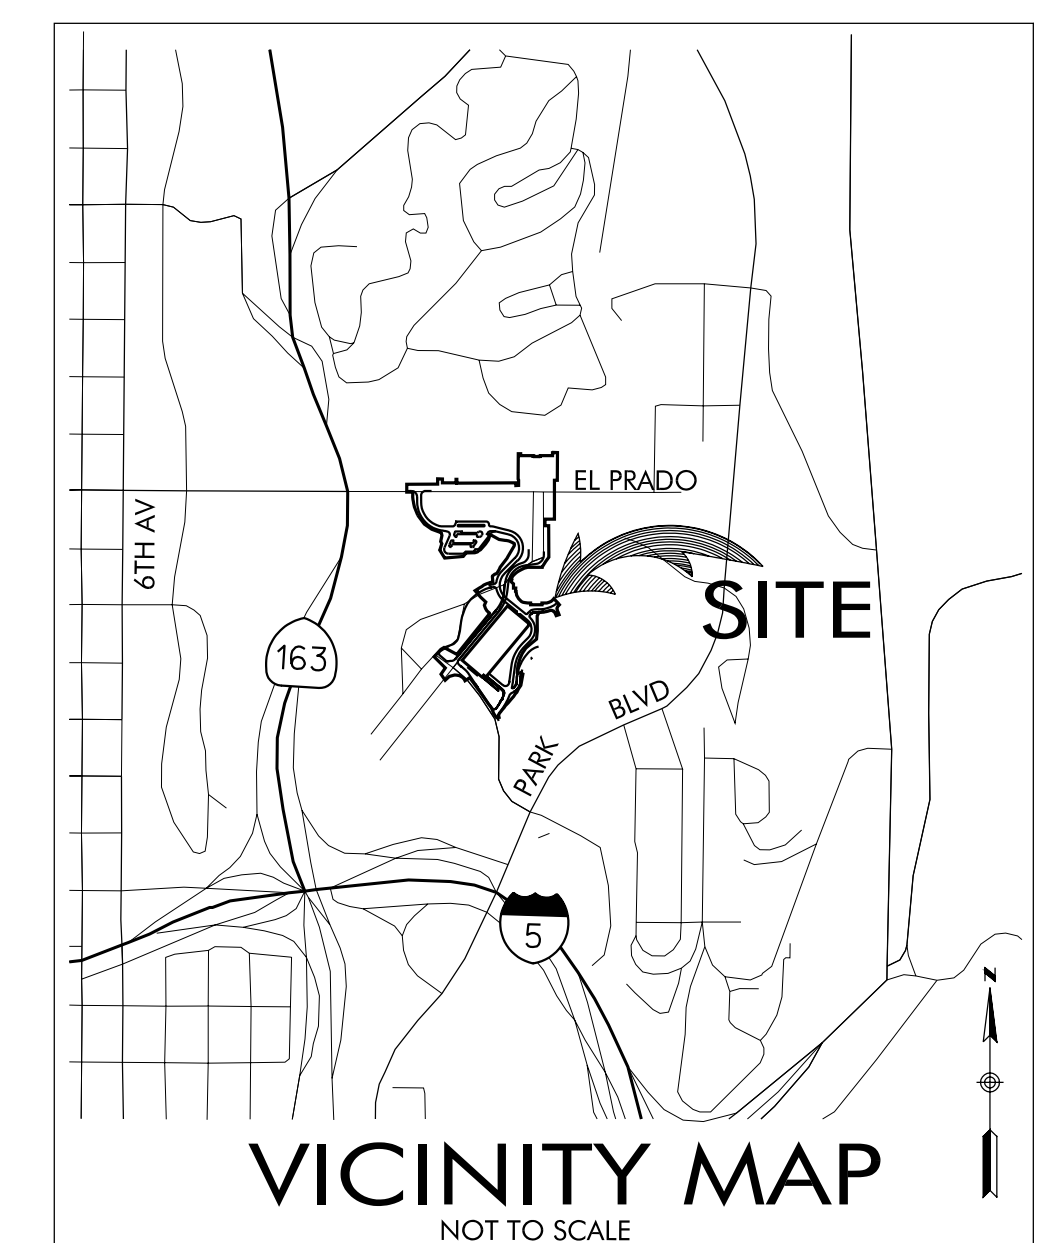 EL PRADO
6TH AV
SITE
163
BLVD
PARK
5
N
VICINITY MAP
NOT TO SCALE